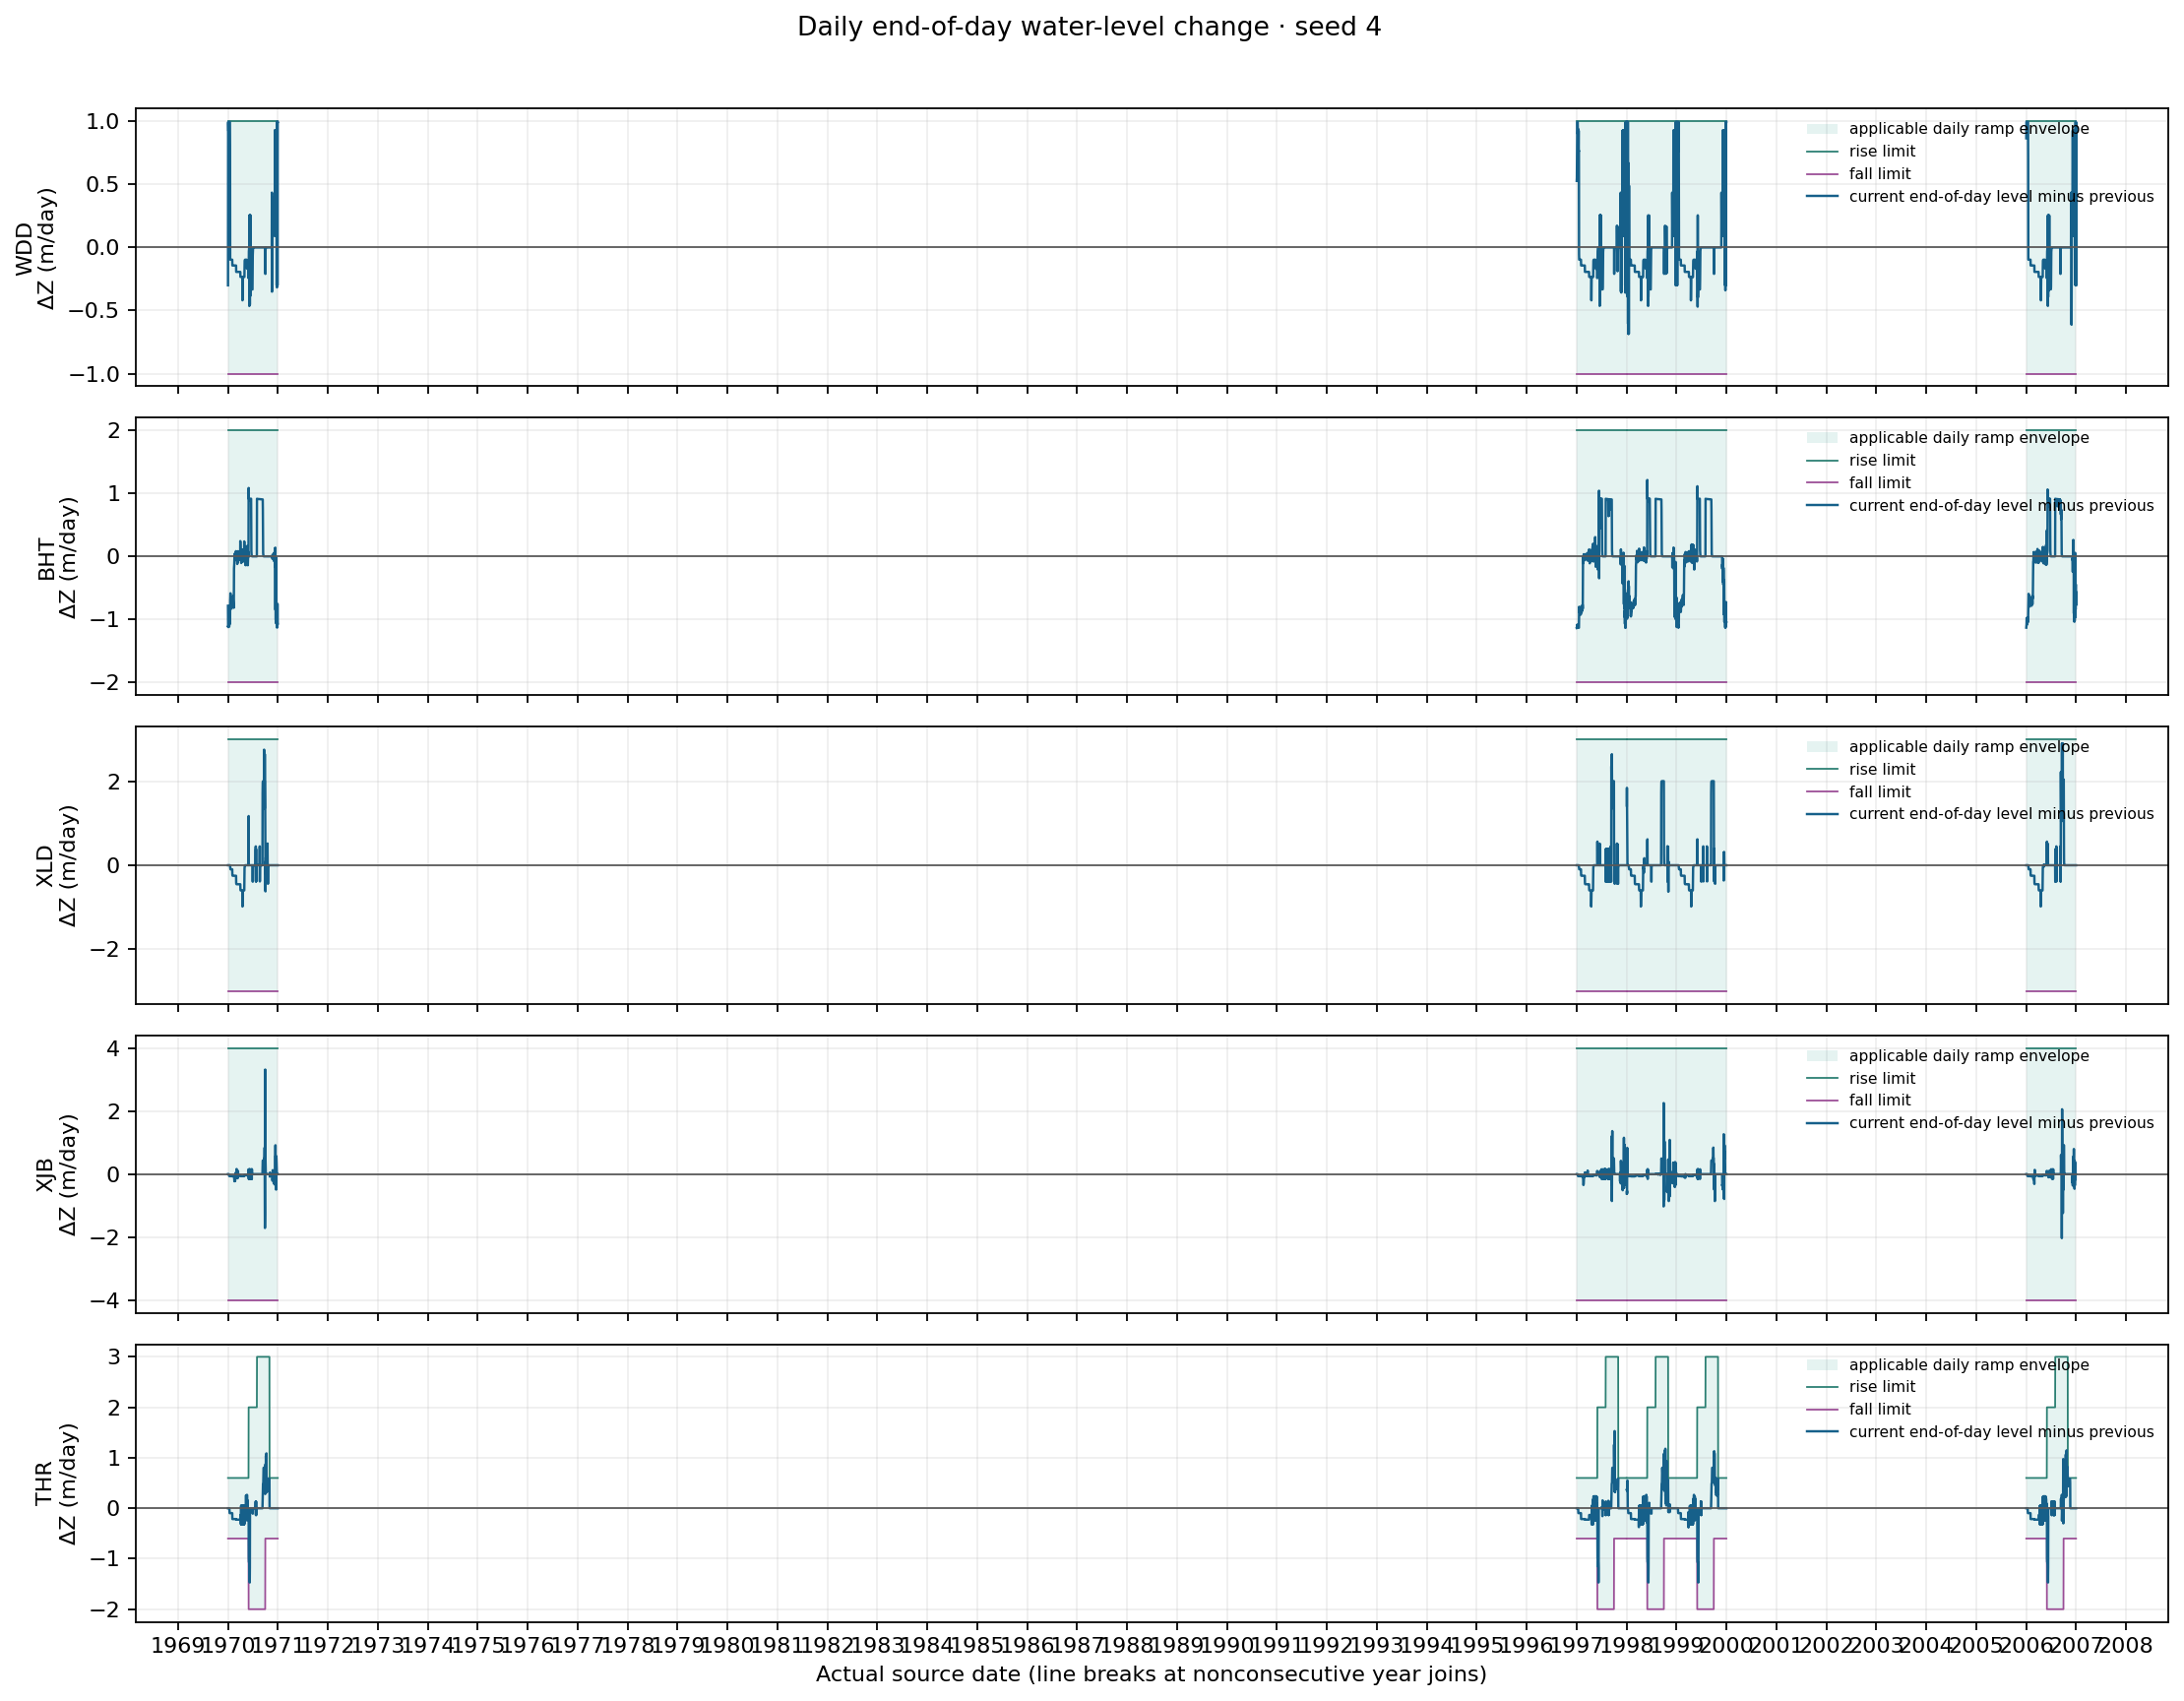 Daily end-of-day water-level change · seed 4
WDD
ΔZ (m/day)
1.0
0.5
0.0
−0.5
−1.0
applicable daily ramp envelope
rise limit
fall limit
current end-of-day level minus previous
BHT
ΔZ (m/day)
2
1
0
−1
−2
applicable daily ramp envelope
rise limit
fall limit
current end-of-day level minus previous
XLD
ΔZ (m/day)
2
0
−2
applicable daily ramp envelope
rise limit
fall limit
current end-of-day level minus previous
XJB
ΔZ (m/day)
4
2
0
−2
−4
applicable daily ramp envelope
rise limit
fall limit
current end-of-day level minus previous
THR
ΔZ (m/day)
3
2
1
0
−1
−2
applicable daily ramp envelope
rise limit
fall limit
current end-of-day level minus previous
1969 1970 1971 1972 1973 1974 1975 1976 1977 1978 1979 1980 1981 1982 1983 1984 1985 1986 1987 1988 1989 1990 1991 1992 1993 1994 1995 1996 1997 1998 1999 2000 2001 2002 2003 2004 2005 2006 2007 2008
Actual source date (line breaks at nonconsecutive year joins)